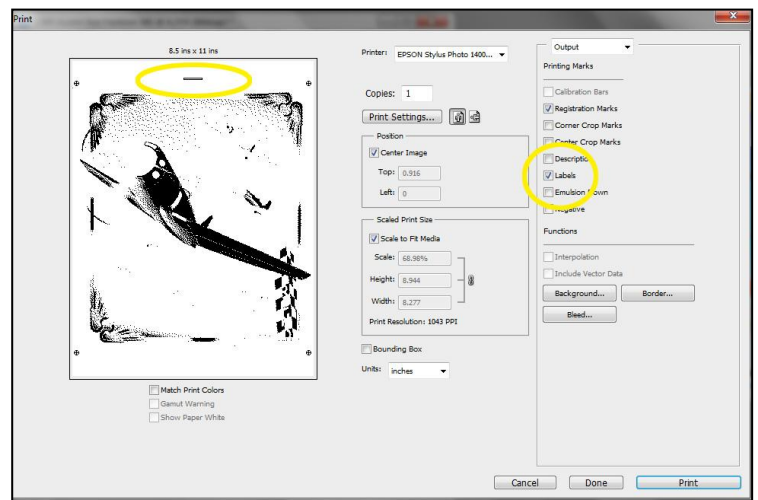 Print
8.5 ins x 11 ins
Match Print Colors
Gamut Warning
Show Paper White
Printer: EPSON Stylus Photo 1400...
Copies: 1
Print Settings...
Position
Center Image
Top: 0.916
Left: 0
Scaled Print Size
Scale to Fit Media
Scale: 68.98%
Height: 8.944
Width: 8.277
Print Resolution: 1043 PPI
Bounding Box
Units: inches
Output
Printing Marks
Calibration Bars
Registration Marks
Corner Crop Marks
Center Crop Marks
Description
Labels
Emulsion Down
Negative
Functions
Interpolation
Include Vector Data
Background... Border...
Bleed...
Cancel Done Print